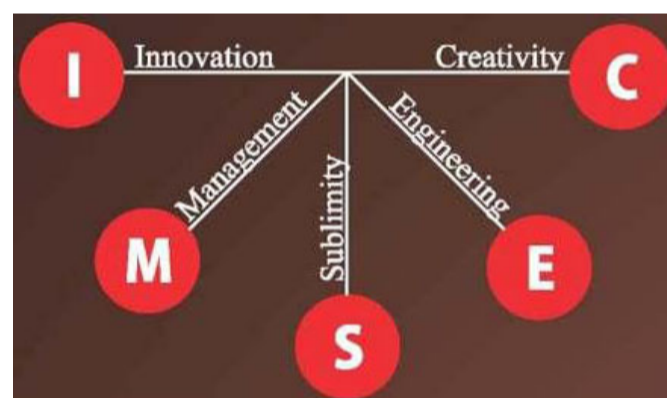 I Innovation Creativity C
Management
Engineering
Sublimity
M
E
S